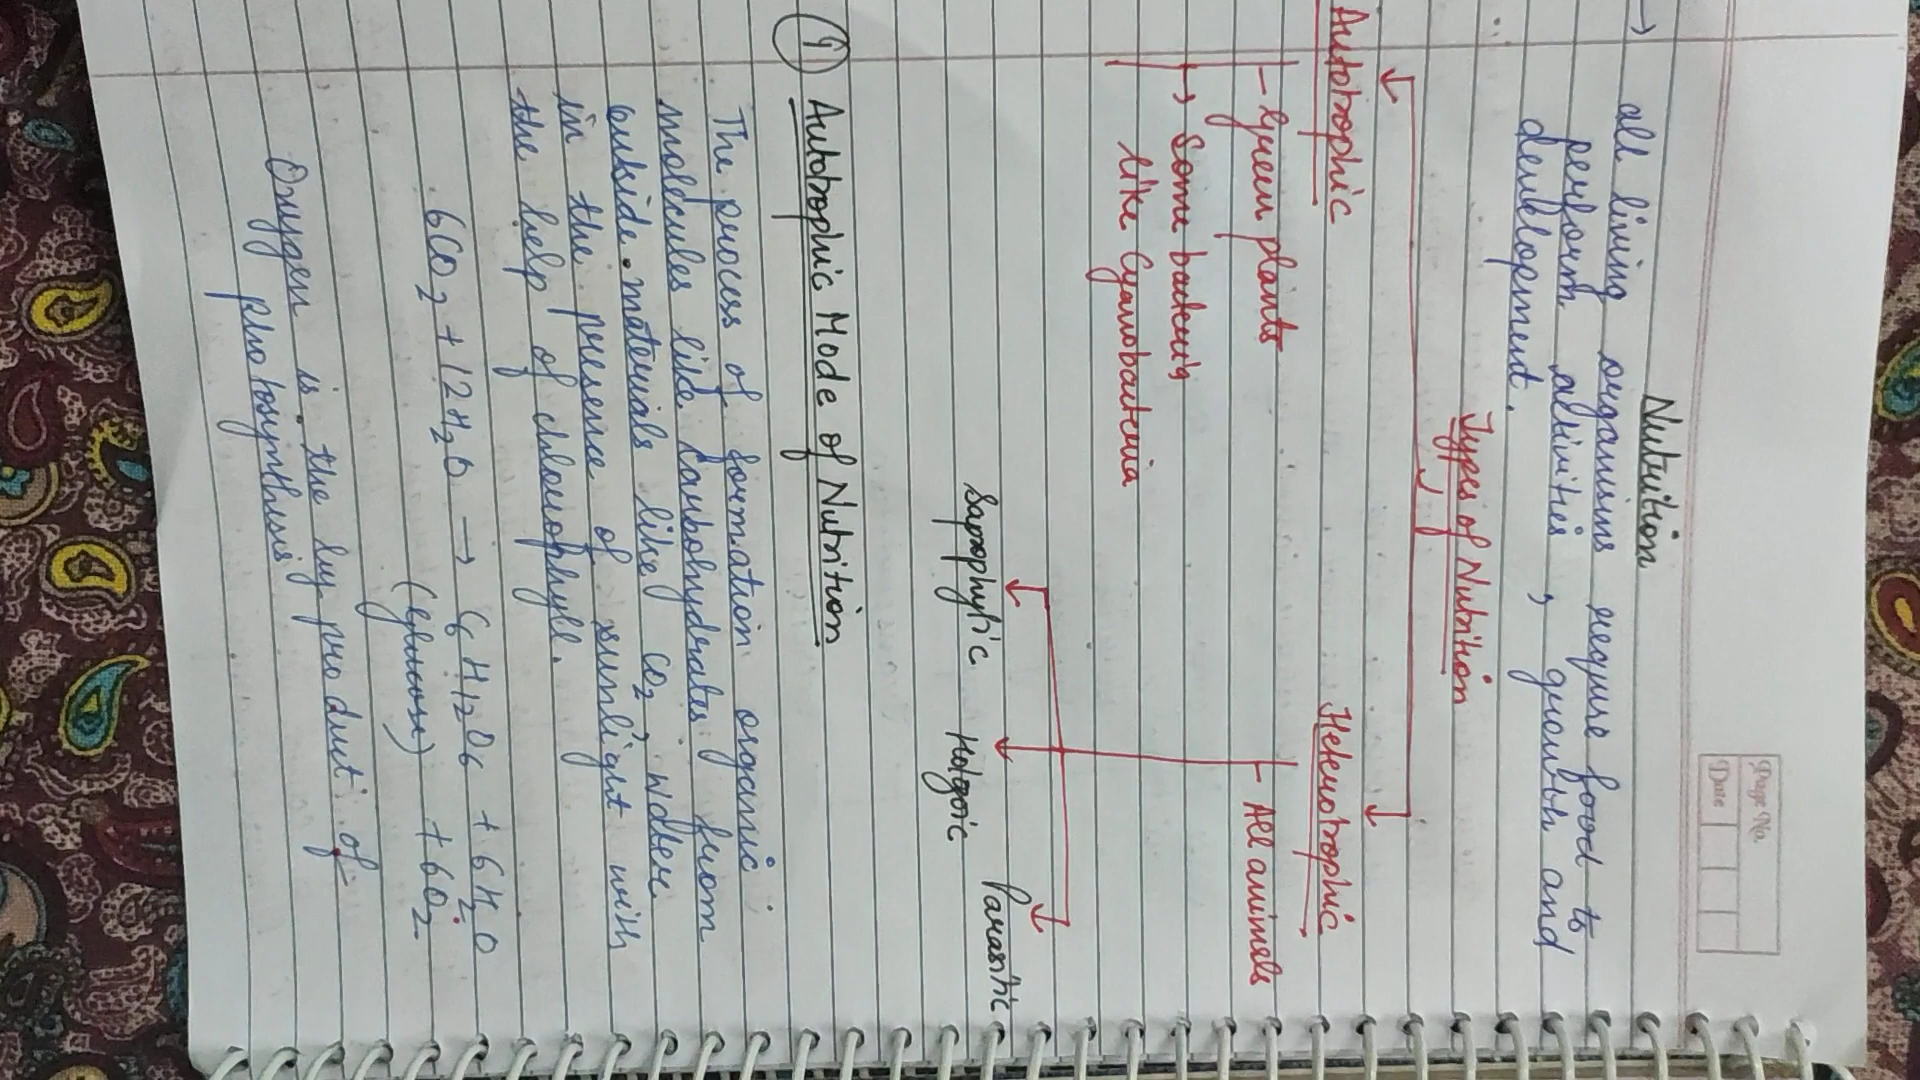 Page No.
Date
Nutrition
→ all living organisms requise food to
perform activities , growth and
development.
Types of Nutrition
Autotrophic
Heterotrophic
- Green plants
- All animals
→ Some bacteria
like Cyanobacteria
Saprophytic Holozoic Parasitic
1 Autotrophic Mode of Nutrition
The process of formation organic
molecules like Carbohydrates from
outside materials like CO2, water
in the presence of sunlight with
the help of chlorophyll.
6CO2 + 12H2O → C6H12O6 + 6H2O
(Glucose) + 6O2
Oxygen is the by product of
photosynthesis